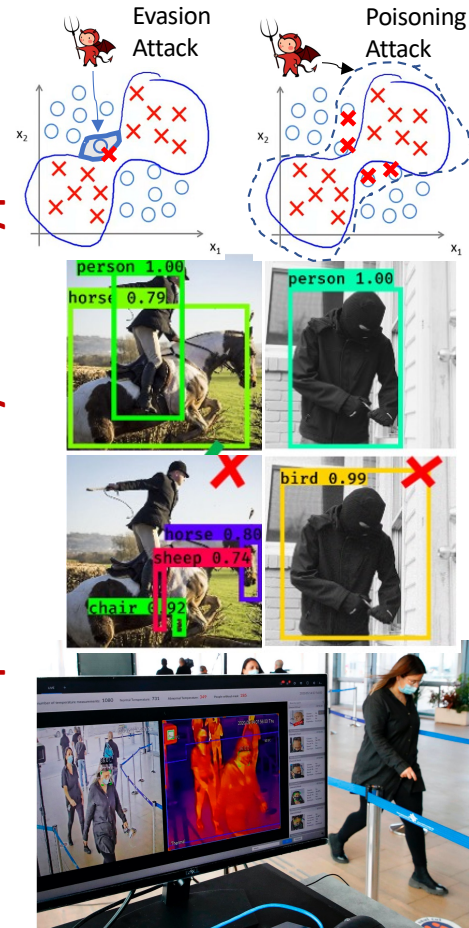 Evasion
Attack
Poisoning
Attack
x2
x1
x2
x1
person 1.00
horse 0.79
person 1.00
bird 0.99
horse 0.80
sheep 0.74
chair 0.92